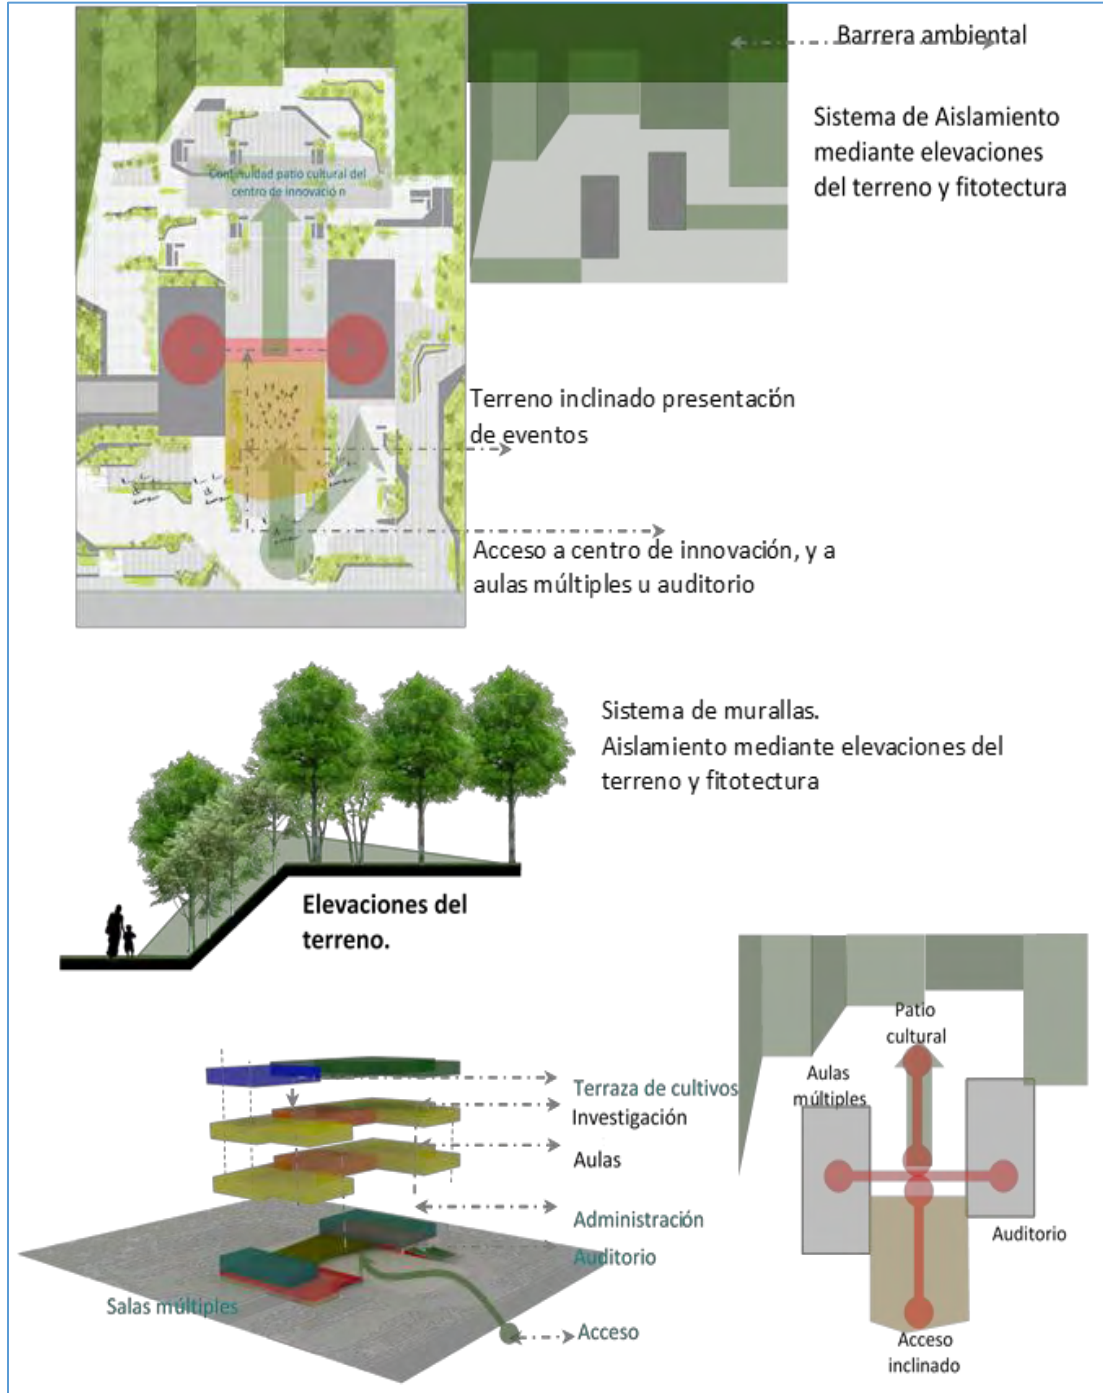 Barrera ambiental
Sistema de Aislamiento
mediante elevaciones
del terreno y fitotectura
Continuidad patio cultural del
centro de innovació n
Terreno inclinado presentación
de eventos
Acceso a centro de innovación, y a
aulas múltiples u auditorio
Sistema de murallas.
Aislamiento mediante elevaciones del
terreno y fitotectura
Elevaciones del
terreno.
Terraza de cultivos
Investigación
Aulas
Administración
Auditorio
Salas múltiples
Acceso
Patio
cultural
Aulas
múltiples
Auditorio
Acceso
inclinado